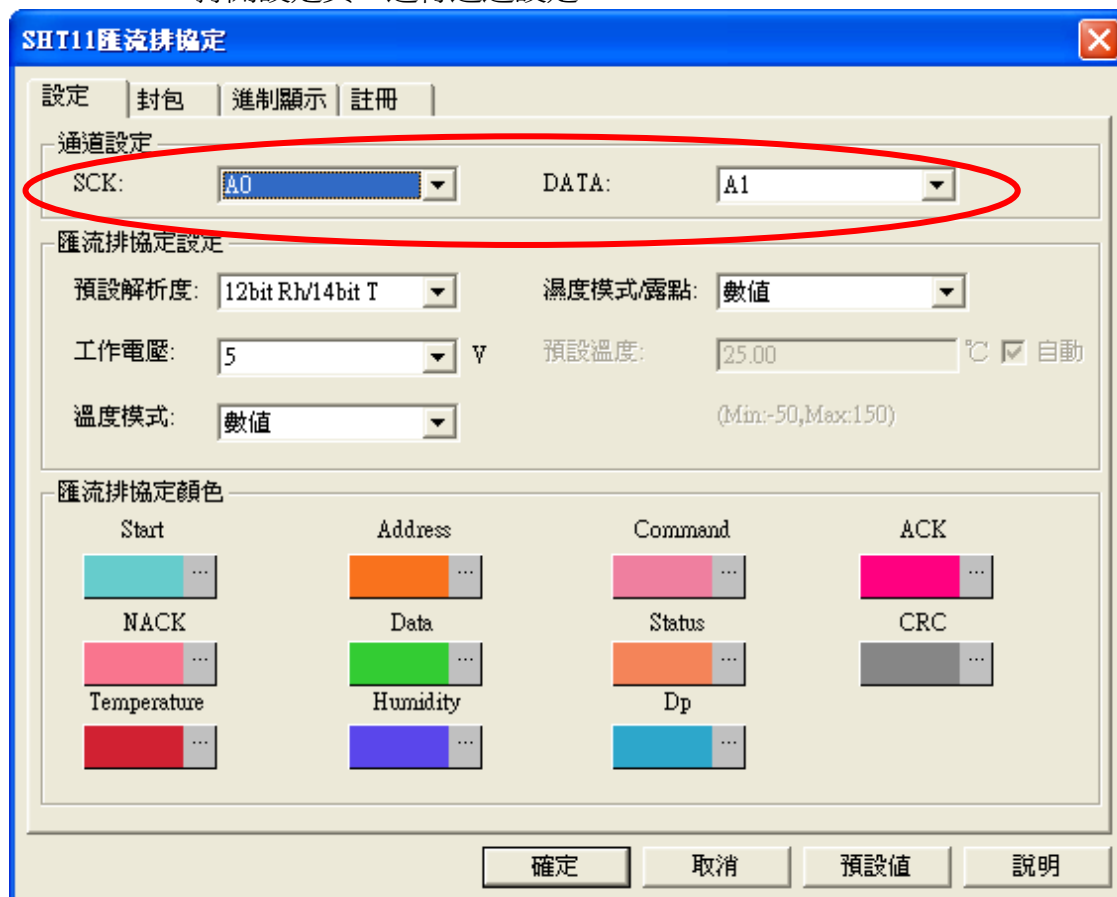 SHT11匯流排協定
設定 封包 進制顯示 註冊
通道設定
SCK: A0 DATA: A1
匯流排協定設定
預設解析度: 12bit Rh/14bit T 濕度模式/露點: 數值
工作電壓: 5 V 預設溫度: 25.00 ℃ 自動
溫度模式: 數值 (Min:-50,Max:150)
匯流排協定顏色
Start Address Command ACK
... ... ... ...
NACK Data Status CRC
... ... ... ...
Temperature Humidity Dp
... ... ...
確定 取消 預設值 說明